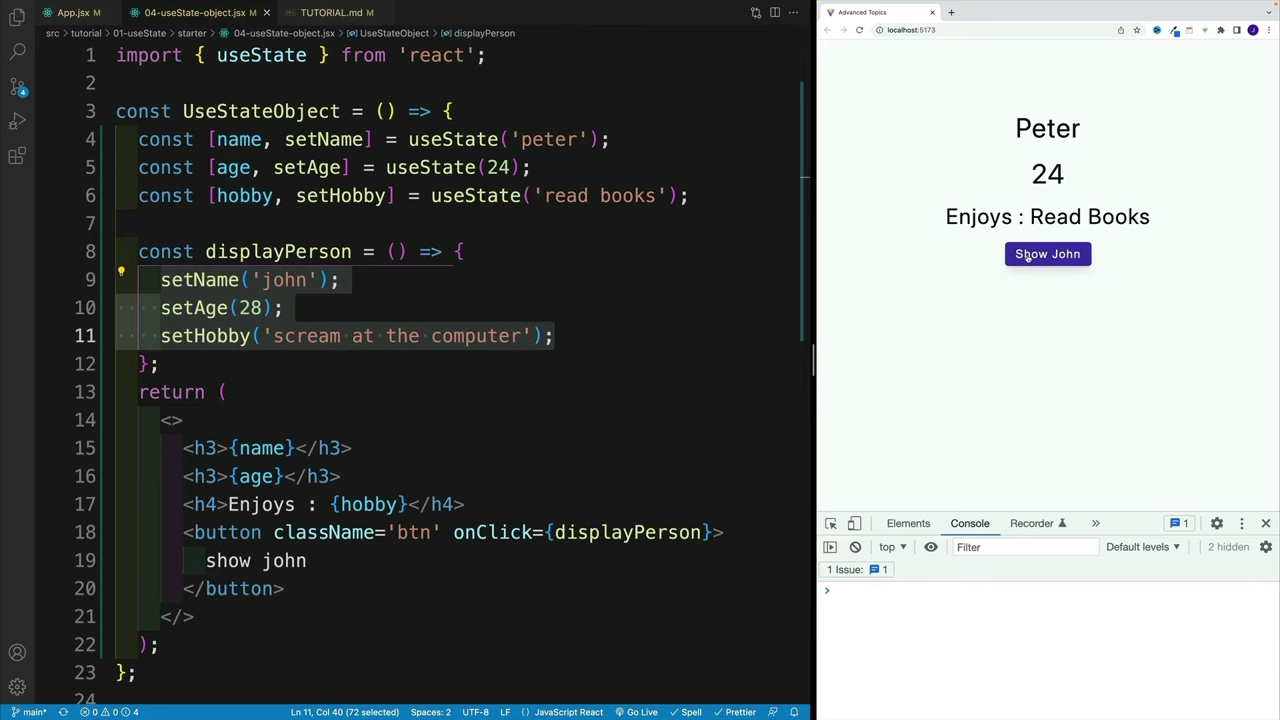 App.jsx M
04-useState-object.jsx M
TUTORIAL.md M
src > tutorial > 01-useState > starter > 04-useState-object.jsx > UseStateObject > displayPerson
1 import { useState } from 'react';
2
3 const UseStateObject = () => {
4 const [name, setName] = useState('peter');
5 const [age, setAge] = useState(24);
6 const [hobby, setHobby] = useState('read books');
7
8 const displayPerson = () => {
9 setName('john');
10 setAge(28);
11 setHobby('scream at the computer');
12 };
13 return (
14 <>
15 <h3>{name}</h3>
16 <h3>{age}</h3>
17 <h4>Enjoys : {hobby}</h4>
18 <button className='btn' onClick={displayPerson}>
19 show john
20 </button>
21 </>
22 );
23 };
24
4
main* 0 0 4 Ln 11, Col 40 (72 selected) Spaces: 2 UTF-8 LF {} JavaScript React Go Live Spell Prettier
Advanced Topics
localhost:5173
J
Peter
24
Enjoys : Read Books
Show John
Elements Console Recorder » 1
top Filter Default levels 2 hidden
1 Issue: 1
>